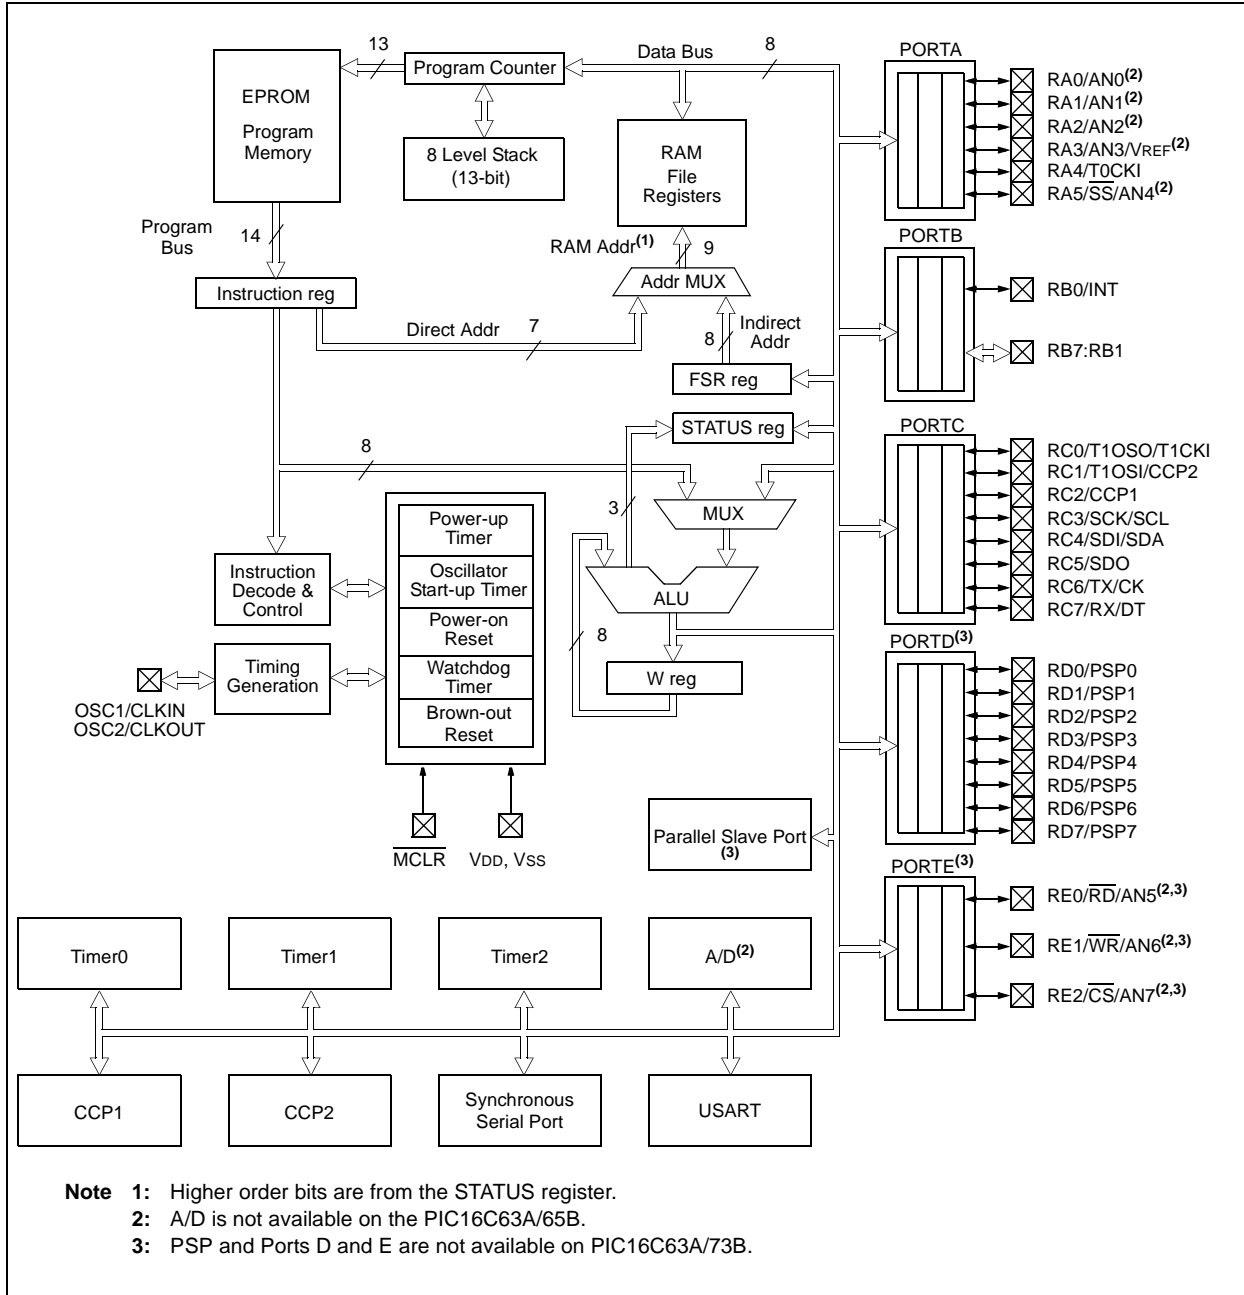 13
Data Bus
8
PORTA
EPROM
Program
Memory
Program Counter
8 Level Stack
(13-bit)
RAM
File
Registers
RA0/AN0(2)
RA1/AN1(2)
RA2/AN2(2)
RA3/AN3/VREF(2)
RA4/T0CKI
RA5/SS/AN4(2)
Program
Bus
14
RAM Addr(1)
9
PORTB
Instruction reg
Addr MUX
RB0/INT
Direct Addr
7
8
Indirect
Addr
RB7:RB1
FSR reg
STATUS reg
PORTC
8
3
MUX
RC0/T1OSO/T1CKI
RC1/T1OSI/CCP2
RC2/CCP1
RC3/SCK/SCL
RC4/SDI/SDA
RC5/SDO
RC6/TX/CK
RC7/RX/DT
Power-up
Timer
Oscillator
Start-up Timer
Power-on
Reset
Watchdog
Timer
Brown-out
Reset
Instruction
Decode &
Control
ALU
8
W reg
Timing
Generation
OSC1/CLKIN
OSC2/CLKOUT
PORTD(3)
RD0/PSP0
RD1/PSP1
RD2/PSP2
RD3/PSP3
RD4/PSP4
RD5/PSP5
RD6/PSP6
RD7/PSP7
MCLR
VDD, VSS
Parallel Slave Port
(3)
PORTE(3)
RE0/RD/AN5(2,3)
RE1/WR/AN6(2,3)
RE2/CS/AN7(2,3)
Timer0
Timer1
Timer2
A/D(2)
CCP1
CCP2
Synchronous
Serial Port
USART
Note 1: Higher order bits are from the STATUS register.
2: A/D is not available on the PIC16C63A/65B.
3: PSP and Ports D and E are not available on PIC16C63A/73B.